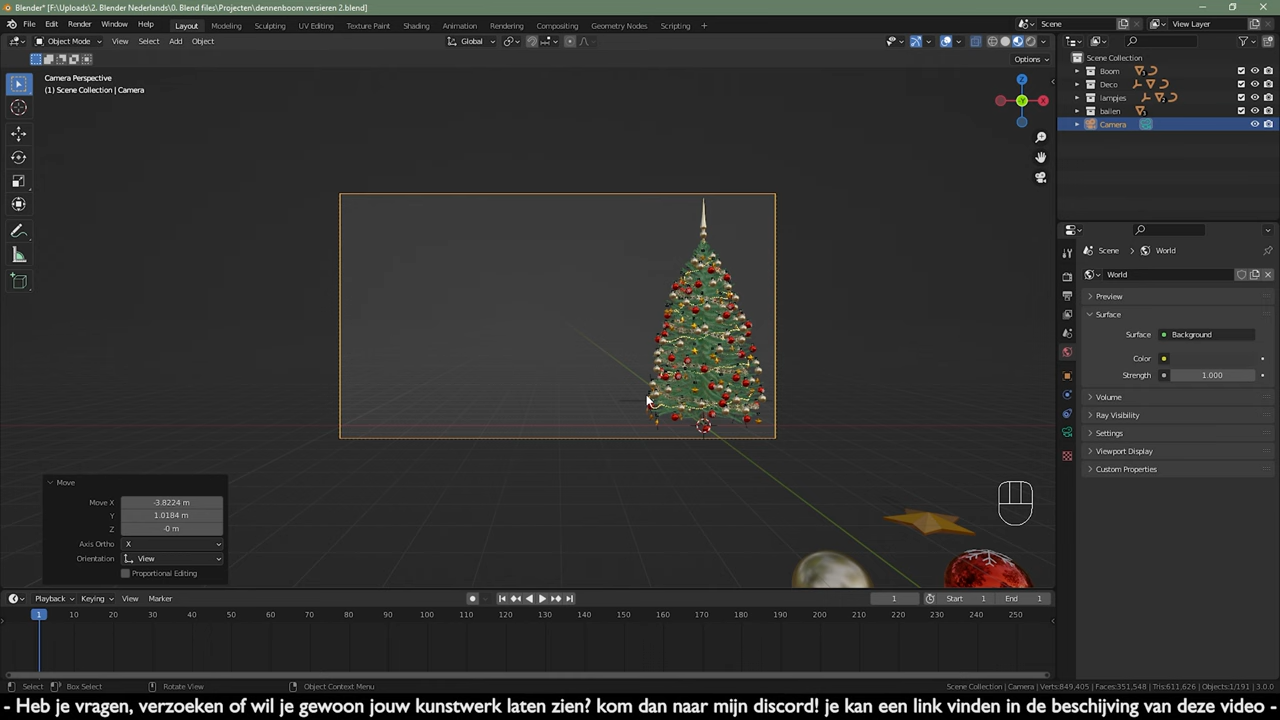 Blender* [F:\Uploads\2. Blender Nederlands\0. Blend files\Projecten\dennenboom versieren 2.blend]
File Edit Render Window Help Layout Modeling Sculpting UV Editing Texture Paint Shading Animation Rendering Compositing Geometry Nodes Scripting + Scene View Layer
Object Mode View Select Add Object Global
Options
Camera Perspective
(1) Scene Collection | Camera
Z
Y
X
Scene Collection
Boom
Deco
lampjes
ballen
Camera
Scene > World
World
Preview
Surface
Surface Background
Color
Strength 1.000
Volume
Ray Visibility
Settings
Viewport Display
Custom Properties
Move
Move X -3.8224 m
Y 1.0184 m
Z -0 m
Axis Ortho X
Orientation View
Proportional Editing
Playback Keying View Marker 1 Start 1 End 1
1 10 20 30 40 50 60 70 80 90 100 110 120 130 140 150 160 170 180 190 200 210 220 230 240 250
Select Box Select Rotate View Object Context Menu Scene Collection | Camera | Verts:849,405 | Faces:351,548 | Tris:611,626 | Objects:1/191 | 3.0.0
- Heb je vragen, verzoeken of wil je gewoon jouw kunstwerk laten zien? kom dan naar mijn discord! je kan een link vinden in de beschrijving van deze video -